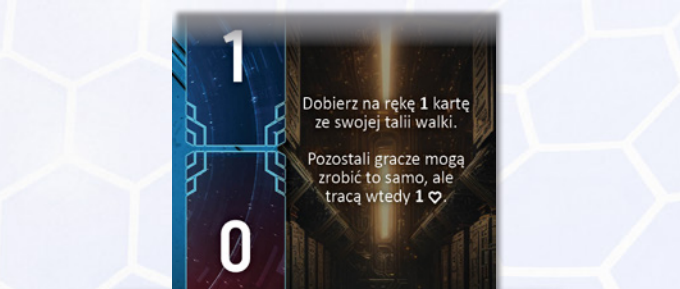 1
Dobierz na rękę 1 kartę
ze swojej talii walki.
Pozostali gracze mogą
zrobić to samo, ale
tracą wtedy 1 ♡.
0